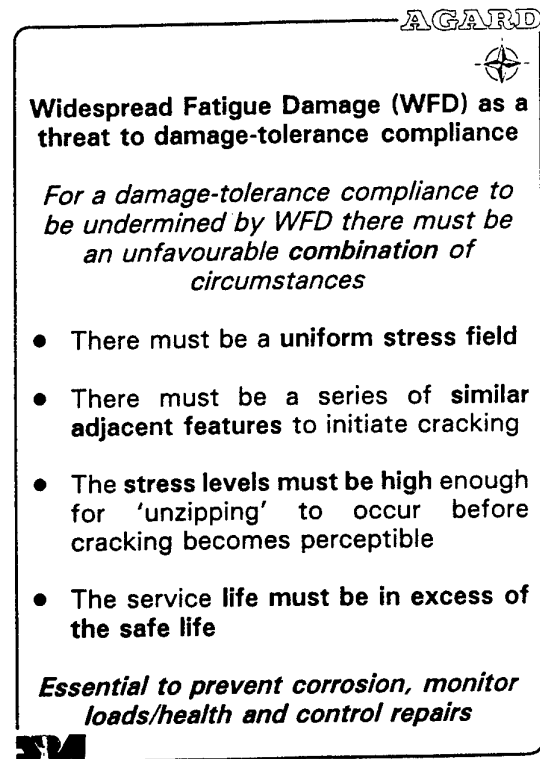 AGARD
Widespread Fatigue Damage (WFD) as a
threat to damage-tolerance compliance
For a damage-tolerance compliance to
be undermined by WFD there must be
an unfavourable combination of
circumstances
● There must be a uniform stress field
● There must be a series of similar
adjacent features to initiate cracking
● The stress levels must be high enough
for 'unzipping' to occur before
cracking becomes perceptible
● The service life must be in excess of
the safe life
Essential to prevent corrosion, monitor
loads/health and control repairs